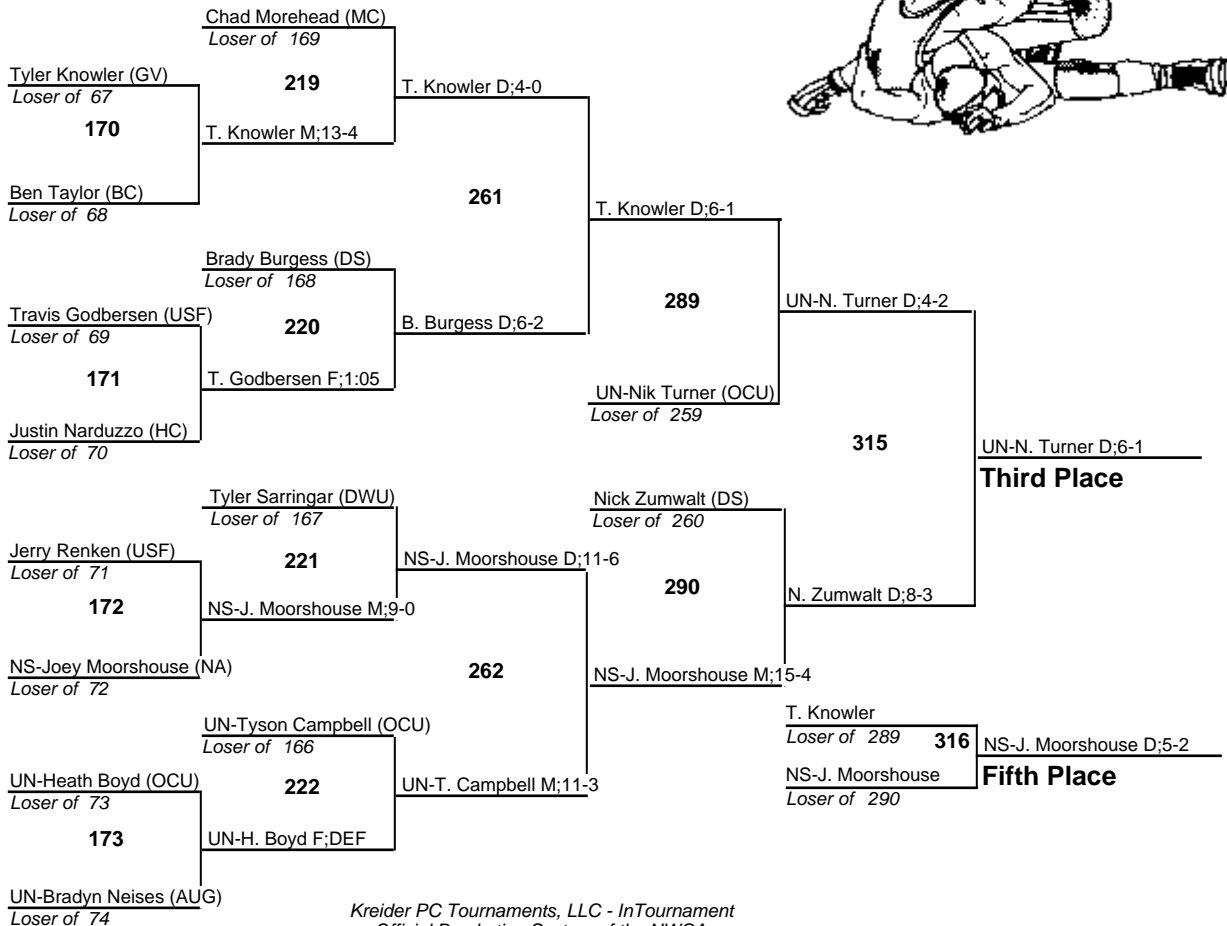 Chad Morehead (MC)
Loser of 169
Tyler Knowler (GV)
Loser of 67
219
T. Knowler D;4-0
170
T. Knowler M;13-4
Ben Taylor (BC)
Loser of 68
261
T. Knowler D;6-1
Brady Burgess (DS)
Loser of 168
Travis Godbersen (USF)
Loser of 69
220
B. Burgess D;6-2
289
UN-N. Turner D;4-2
171
T. Godbersen F;1:05
UN-Nik Turner (OCU)
Loser of 259
Justin Narduzzo (HC)
Loser of 70
315
UN-N. Turner D;6-1
Third Place
Tyler Sarringar (DWU)
Loser of 167
Nick Zumwalt (DS)
Loser of 260
Jerry Renken (USF)
Loser of 71
221
NS-J. Moorshouse D;11-6
290
N. Zumwalt D;8-3
172
NS-J. Moorshouse M;9-0
NS-Joey Moorshouse (NA)
Loser of 72
262
NS-J. Moorshouse M;15-4
UN-Tyson Campbell (OCU)
Loser of 166
T. Knowler
Loser of 289
316
NS-J. Moorshouse D;5-2
Fifth Place
NS-J. Moorshouse
Loser of 290
UN-Heath Boyd (OCU)
Loser of 73
222
UN-T. Campbell M;11-3
173
UN-H. Boyd F;DEF
UN-Bradyn Neises (AUG)
Loser of 74
Kreider PC Tournaments, LLC - InTournament